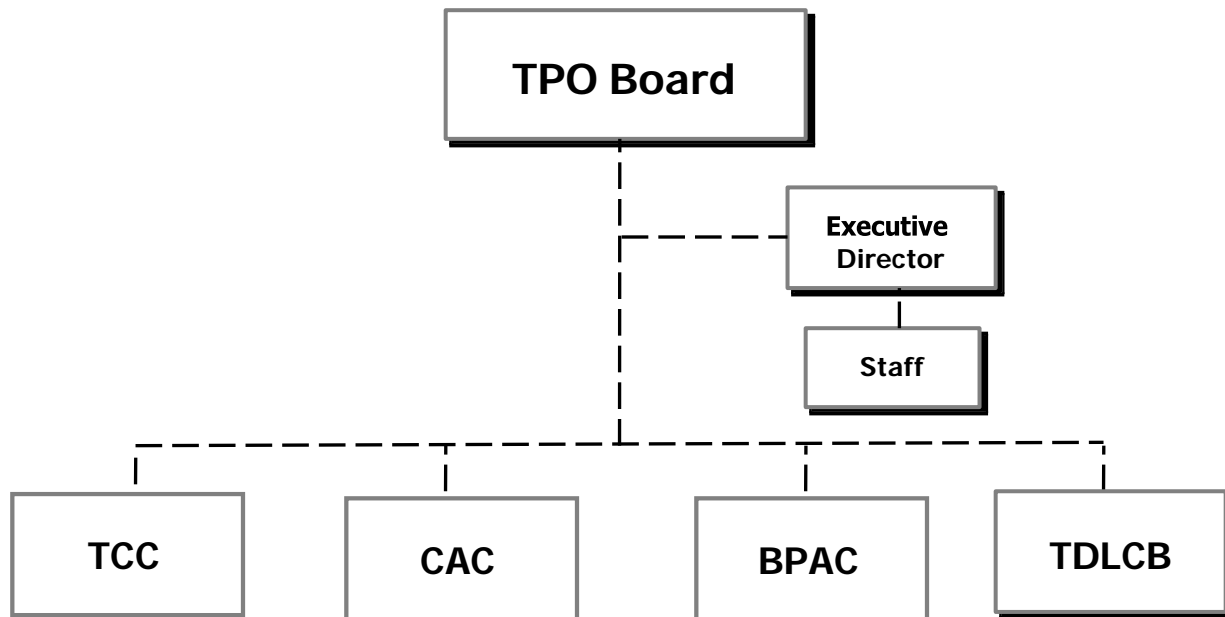 TPO Board
Executive
Director
Staff
TCC
CAC
BPAC
TDLCB